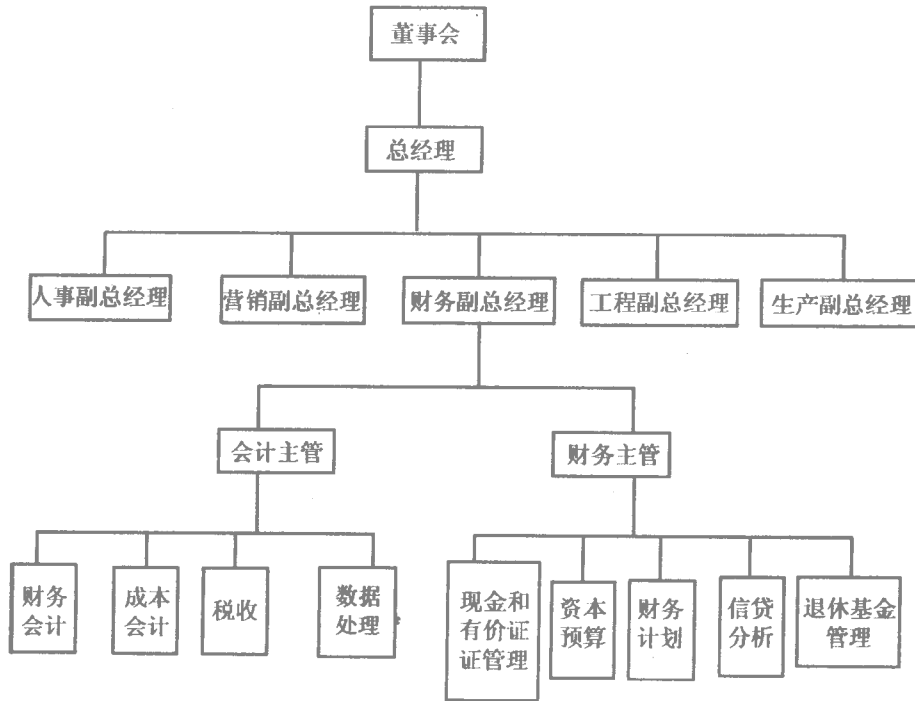 董事会
总经理
人事副总经理
营销副总经理
财务副总经理
工程副总经理
生产副总经理
会计主管
财务主管
财务
会计
成本
会计
税收
数据
处理
现金和
有价证
证管理
资本
预算
财务
计划
信贷
分析
退休基金
管理